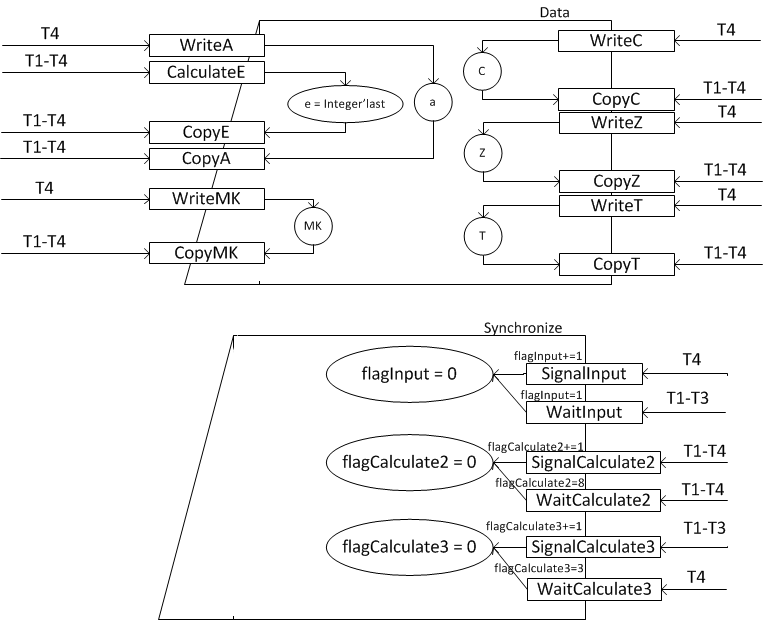 Data
T4
WriteA
WriteC
T4
T1-T4
CalculateE
C
e = Integer'last
a
T1-T4
CopyC
T1-T4
CopyE
WriteZ
T4
T1-T4
CopyA
Z
T4
WriteMK
CopyZ
T1-T4
WriteT
T4
MK
T
T1-T4
CopyMK
CopyT
T1-T4
Synchronize
flagInput+=1
flagInput = 0
SignalInput
T4
flagInput=1
WaitInput
T1-T3
flagCalculate2+=1
flagCalculate2 = 0
SignalCalculate2
T1-T4
flagCalculate2=8
WaitCalculate2
T1-T4
flagCalculate3+=1
flagCalculate3 = 0
SignalCalculate3
T1-T3
flagCalculate3=3
WaitCalculate3
T4